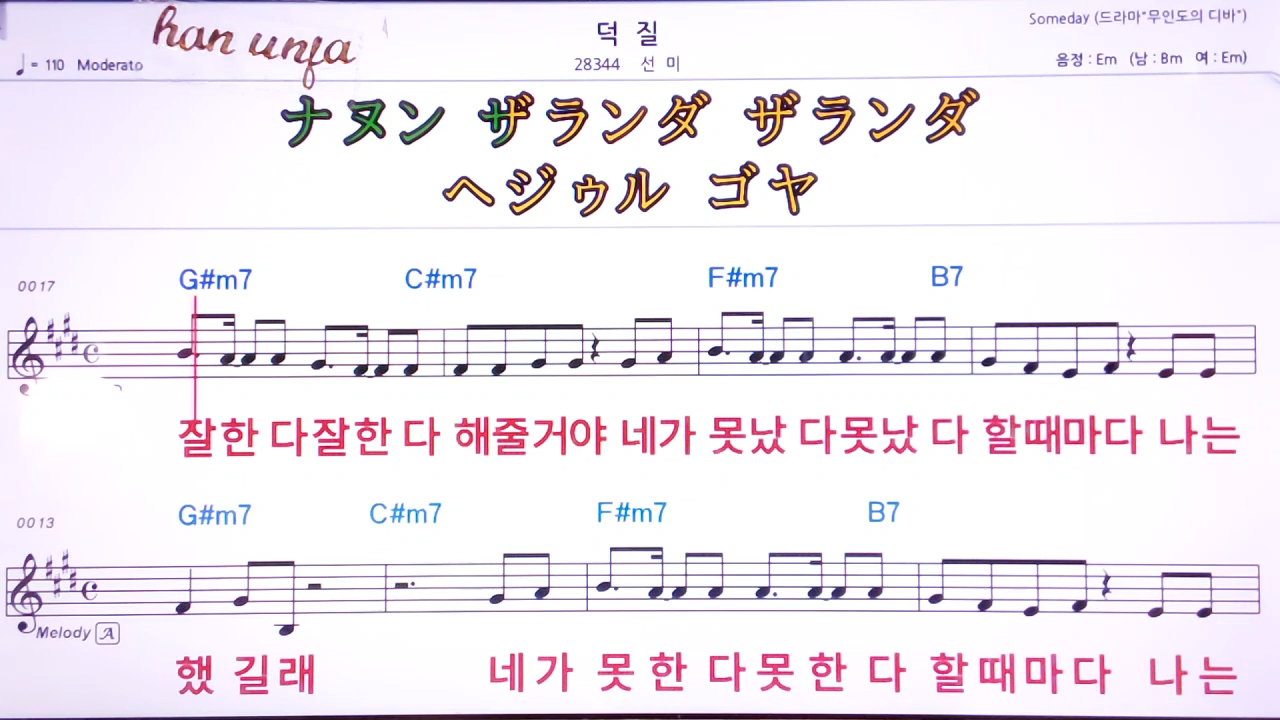 han unfa
덕 질
Someday (드라마"무인도의 디바")
♩= 110 Moderato
28344 선 미
음정 : Em (남 : Bm 여 : Em)
ナヌン ザランダ ザランダ
ヘジゥル ゴヤ
0017 G#m7 C#m7 F#m7 B7
잘한 다잘한 다 해줄거야 네가 못났 다못났 다 할때마다 나는
0013 G#m7 C#m7 F#m7 B7
Melody A
했 길래 네가 못 한 다못 한 다 할때마다 나는